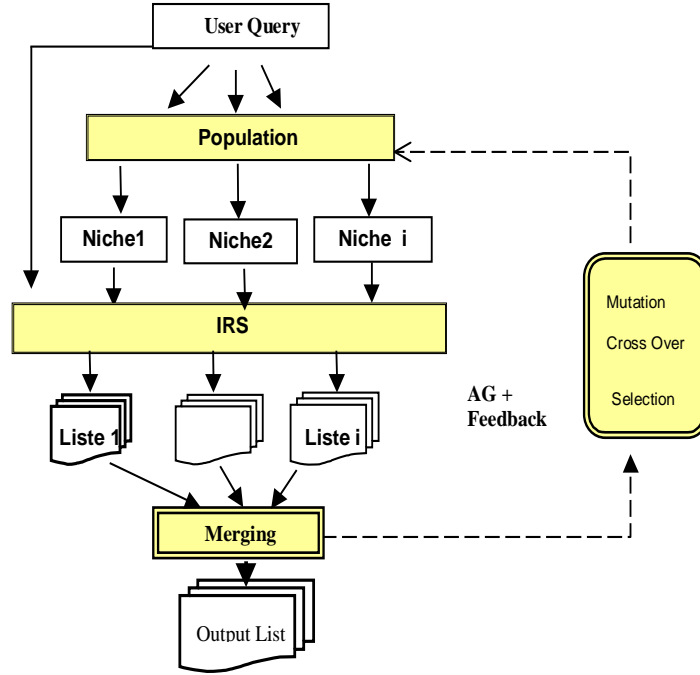 User Query
Population
Niche1
Niche2
Niche i
IRS
Mutation
Cross Over
Selection
AG +
Feedback
Liste 1
Liste i
Merging
Output List